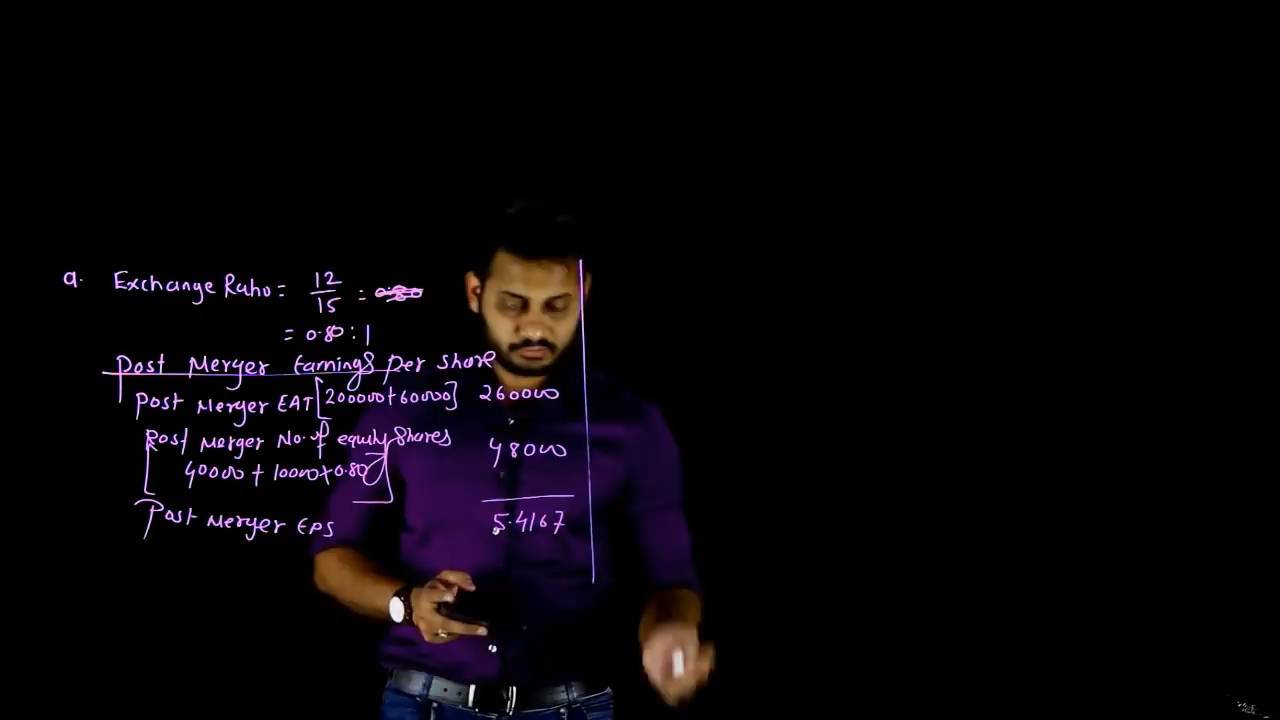 a. Exchange Ratio = 12/15 =
= 0.80 : 1
Post Merger Earnings per share
Post Merger EAT [200000+60000] 260000
Post Merger No. of equity shares 48000
[40000 + 10000 x 0.80]
Post Merger EPS 5.4167